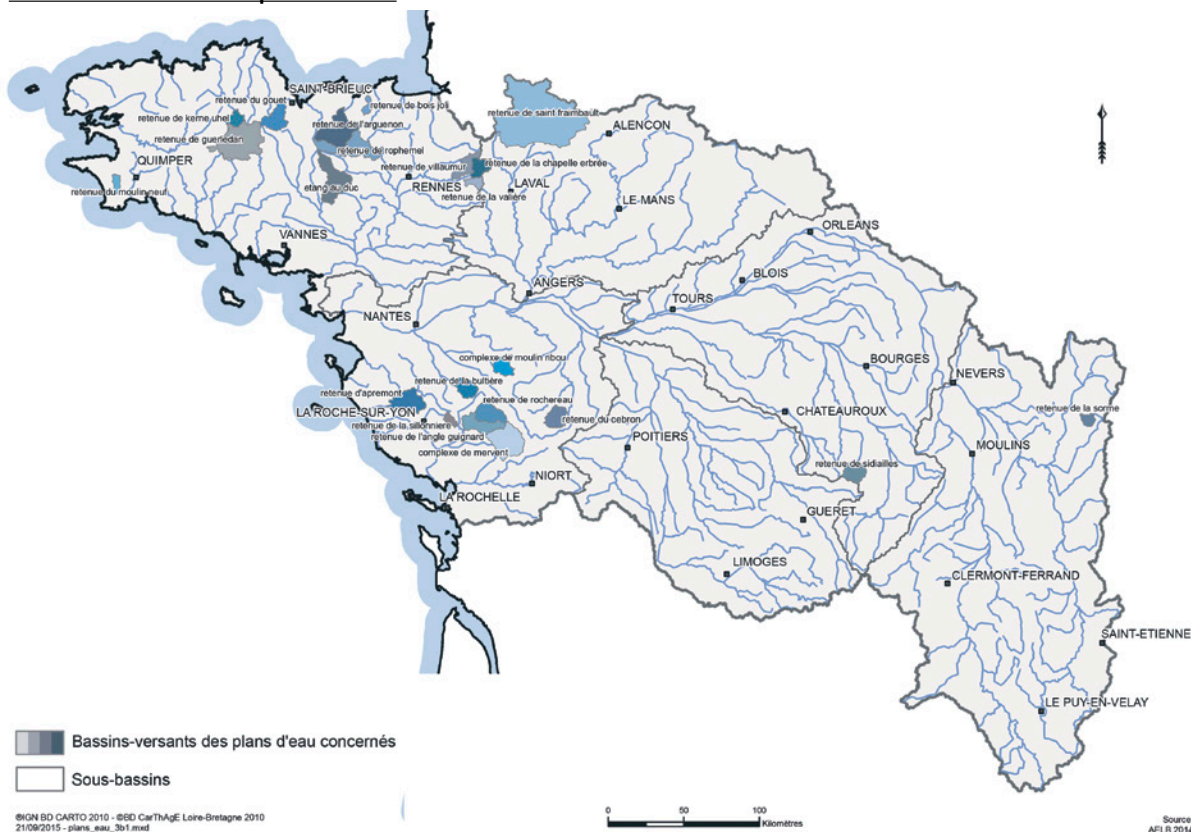 SAINT-BRIEUC
retenue du gouet
retenue de bois joli
retenue de kerne uhel
retenue de l'arguenon
retenue de saint fraimbault
ALENCON
retenue de guerledan
retenue de rophemel
QUIMPER
retenue de villaumur
retenue de la chapelle erbrée
retenue du moulin neuf
etang au duc
RENNES
LAVAL
retenue de la valière
LE-MANS
VANNES
ORLEANS
ANGERS
BLOIS
TOURS
NANTES
complexe de moulin ribou
BOURGES
NEVERS
retenue de la bultière
retenue d'apremont
retenue de rochereau
LA ROCHE-SUR-YON
CHATEAUROUX
retenue de la sorme
retenue de la sillonniere
retenue du cebron
retenue de l'angle guignard
POITIERS
MOULINS
complexe de mervent
retenue de sidiailles
NIORT
LA ROCHELLE
GUERET
LIMOGES
CLERMONT-FERRAND
SAINT-ETIENNE
LE PUY-EN-VELAY
Bassins-versants des plans d'eau concernés
Sous-bassins
©IGN BD CARTO 2010 - ©BD CarThAgE Loire-Bretagne 2010
21/09/2015 - plans_eau_3b1.mxd
0 50 100
Kilomètres
Source
AELB 2014